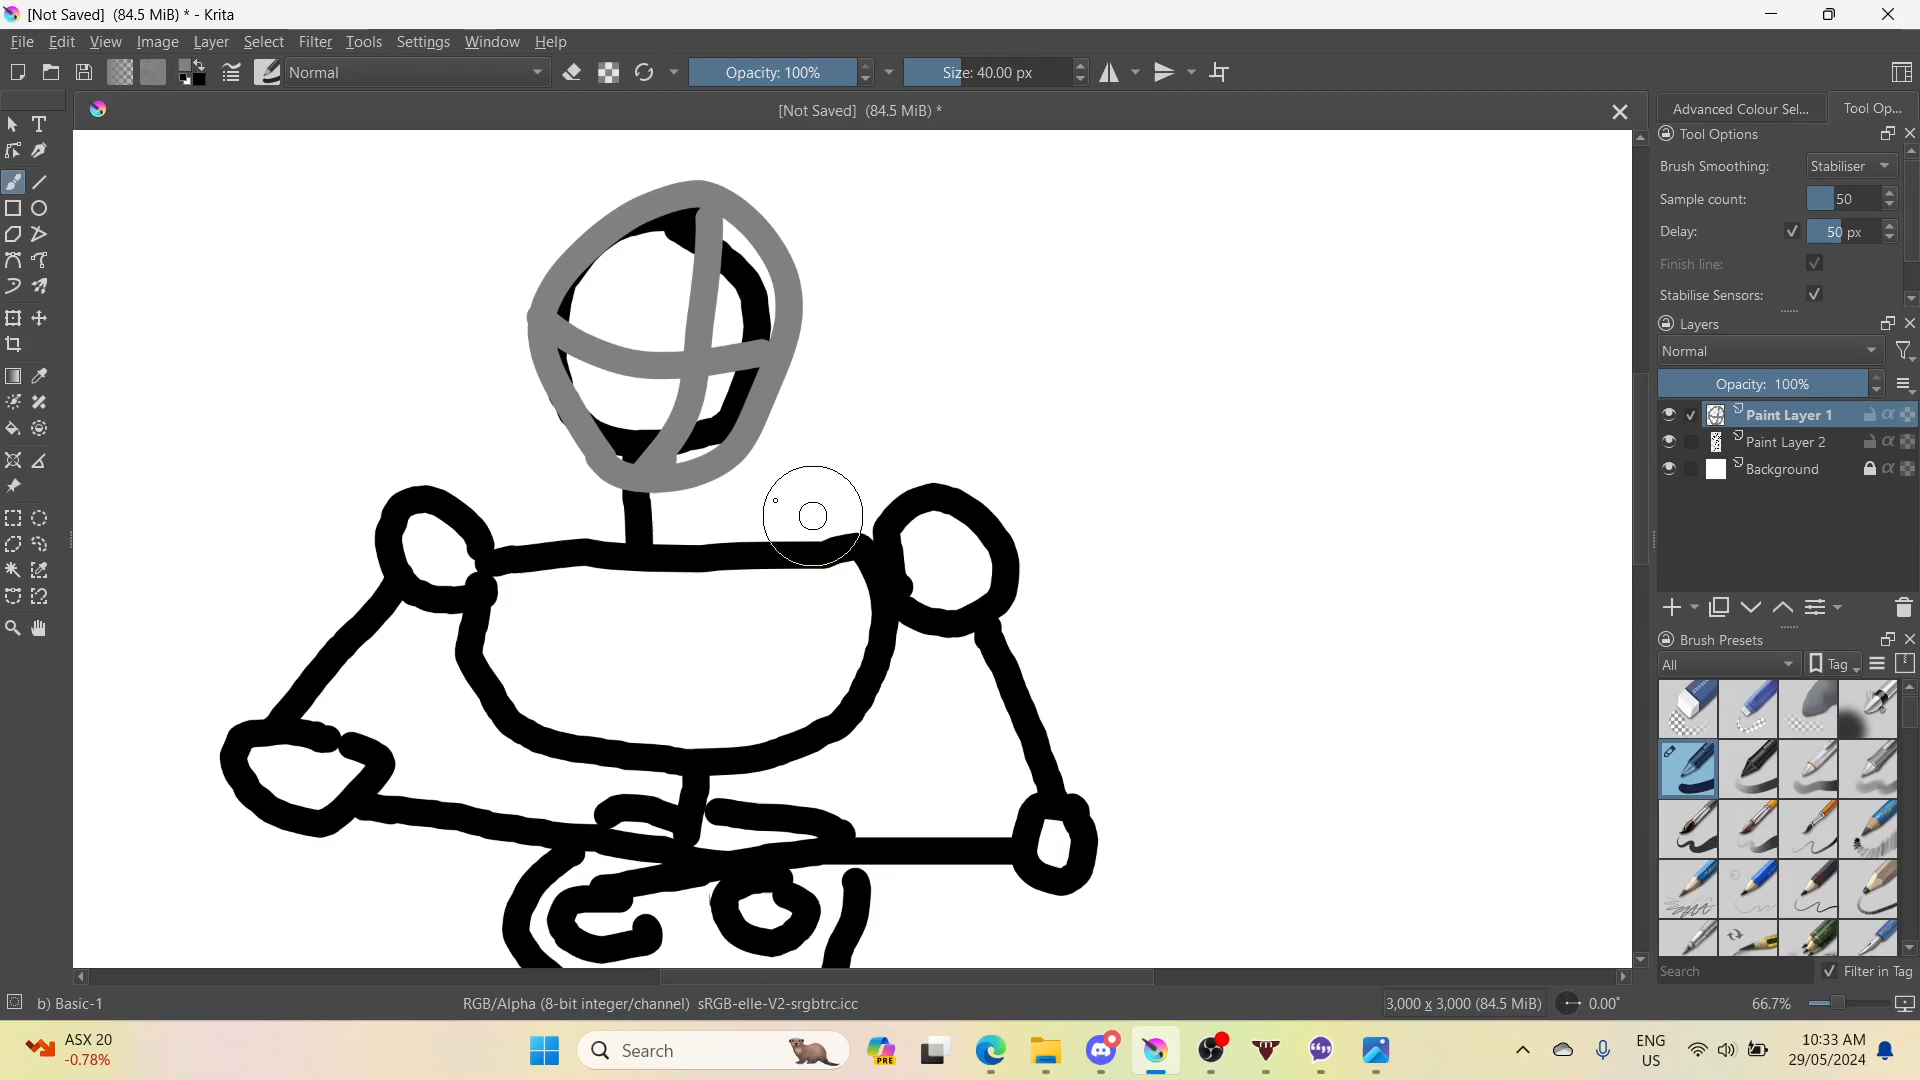 [Not Saved]  (84.5 MiB) * - Krita
File Edit View Image Layer Select Filter Tools Settings Window Help
Normal Opacity: 100% Size: 40.00 px
[Not Saved]  (84.5 MiB) *
Advanced Colour Sel... Tool Op...
Tool Options
Brush Smoothing: Stabiliser
Sample count: 50
Delay: 50 px
Finish line:
Stabilise Sensors:
Layers
Normal
Opacity: 100%
Paint Layer 1
Paint Layer 2
Background
Brush Presets
All Tag
Search Filter in Tag
b) Basic-1 RGB/Alpha (8-bit integer/channel)  sRGB-elle-V2-srgbtrc.icc 3,000 x 3,000 (84.5 MiB) 0.00° 66.7%
ASX 20
-0.78%
Search
PRE
ENG
US
10:33 AM
29/05/2024